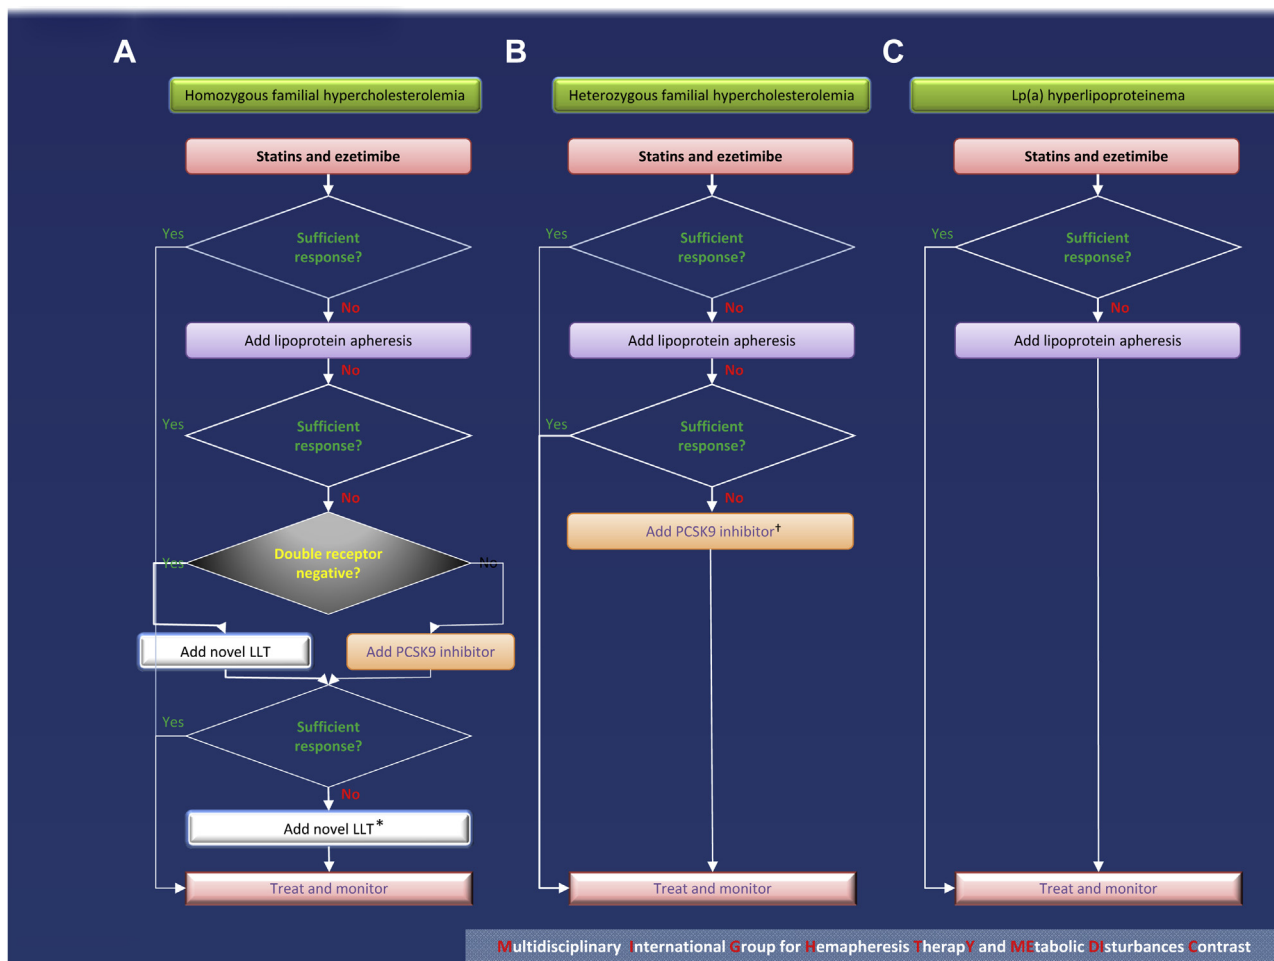 A
Homozygous familial hypercholesterolemia
Statins and ezetimibe
Yes
Sufficient
response?
No
Add lipoprotein apheresis
No
Yes
Sufficient
response?
No
Yes
Double receptor
negative?
No
Add novel LLT
Add PCSK9 inhibitor
Yes
Sufficient
response?
No
Add novel LLT*
Treat and monitor
B
Heterozygous familial hypercholesterolemia
Statins and ezetimibe
Yes
Sufficient
response?
No
Add lipoprotein apheresis
No
Yes
Sufficient
response?
No
Add PCSK9 inhibitor†
Treat and monitor
C
Lp(a) hyperlipoproteinema
Statins and ezetimibe
Yes
Sufficient
response?
No
Add lipoprotein apheresis
Treat and monitor
Multidisciplinary International Group for Hemapheresis TherapY and MEtabolic DIsturbances Contrast